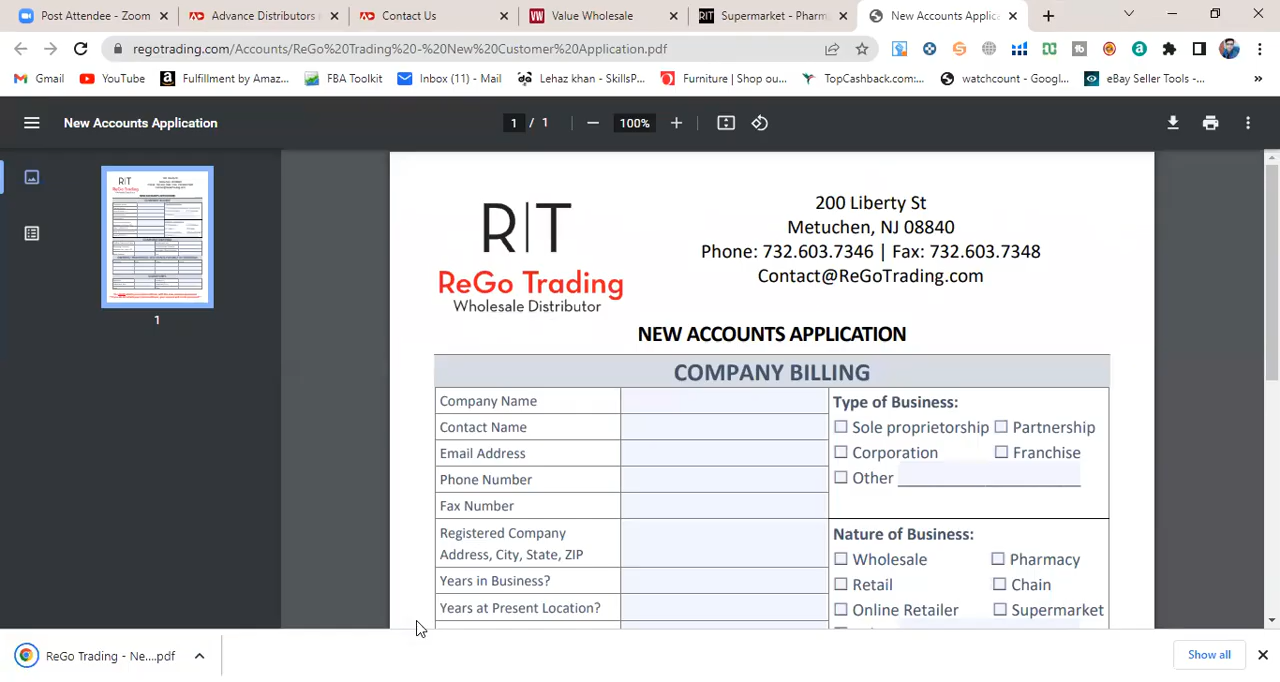 Post Attendee - Zoom
Advance Distributors
Contact Us
Value Wholesale
RIT Supermarket - Pharm
New Accounts Applica
regotrading.com/Accounts/ReGo%20Trading%20-%20New%20Customer%20Application.pdf
Gmail
YouTube
Fulfillment by Amaz...
FBA Toolkit
Inbox (11) - Mail
Lehaz khan - SkillsP...
Furniture | Shop ou...
TopCashback.com:...
watchcount - Googl...
eBay Seller Tools -...
»
New Accounts Application
1 / 1
100%
1
R|T
ReGo Trading
Wholesale Distributor
200 Liberty St
Metuchen, NJ 08840
Phone: 732.603.7346 | Fax: 732.603.7348
Contact@ReGoTrading.com
NEW ACCOUNTS APPLICATION
COMPANY BILLING
Company Name
Contact Name
Email Address
Phone Number
Fax Number
Registered Company
Address, City, State, ZIP
Years in Business?
Years at Present Location?
Type of Business:
Sole proprietorship Partnership
Corporation Franchise
Other
Nature of Business:
Wholesale Pharmacy
Retail Chain
Online Retailer Supermarket
ReGo Trading - Ne....pdf
Show all